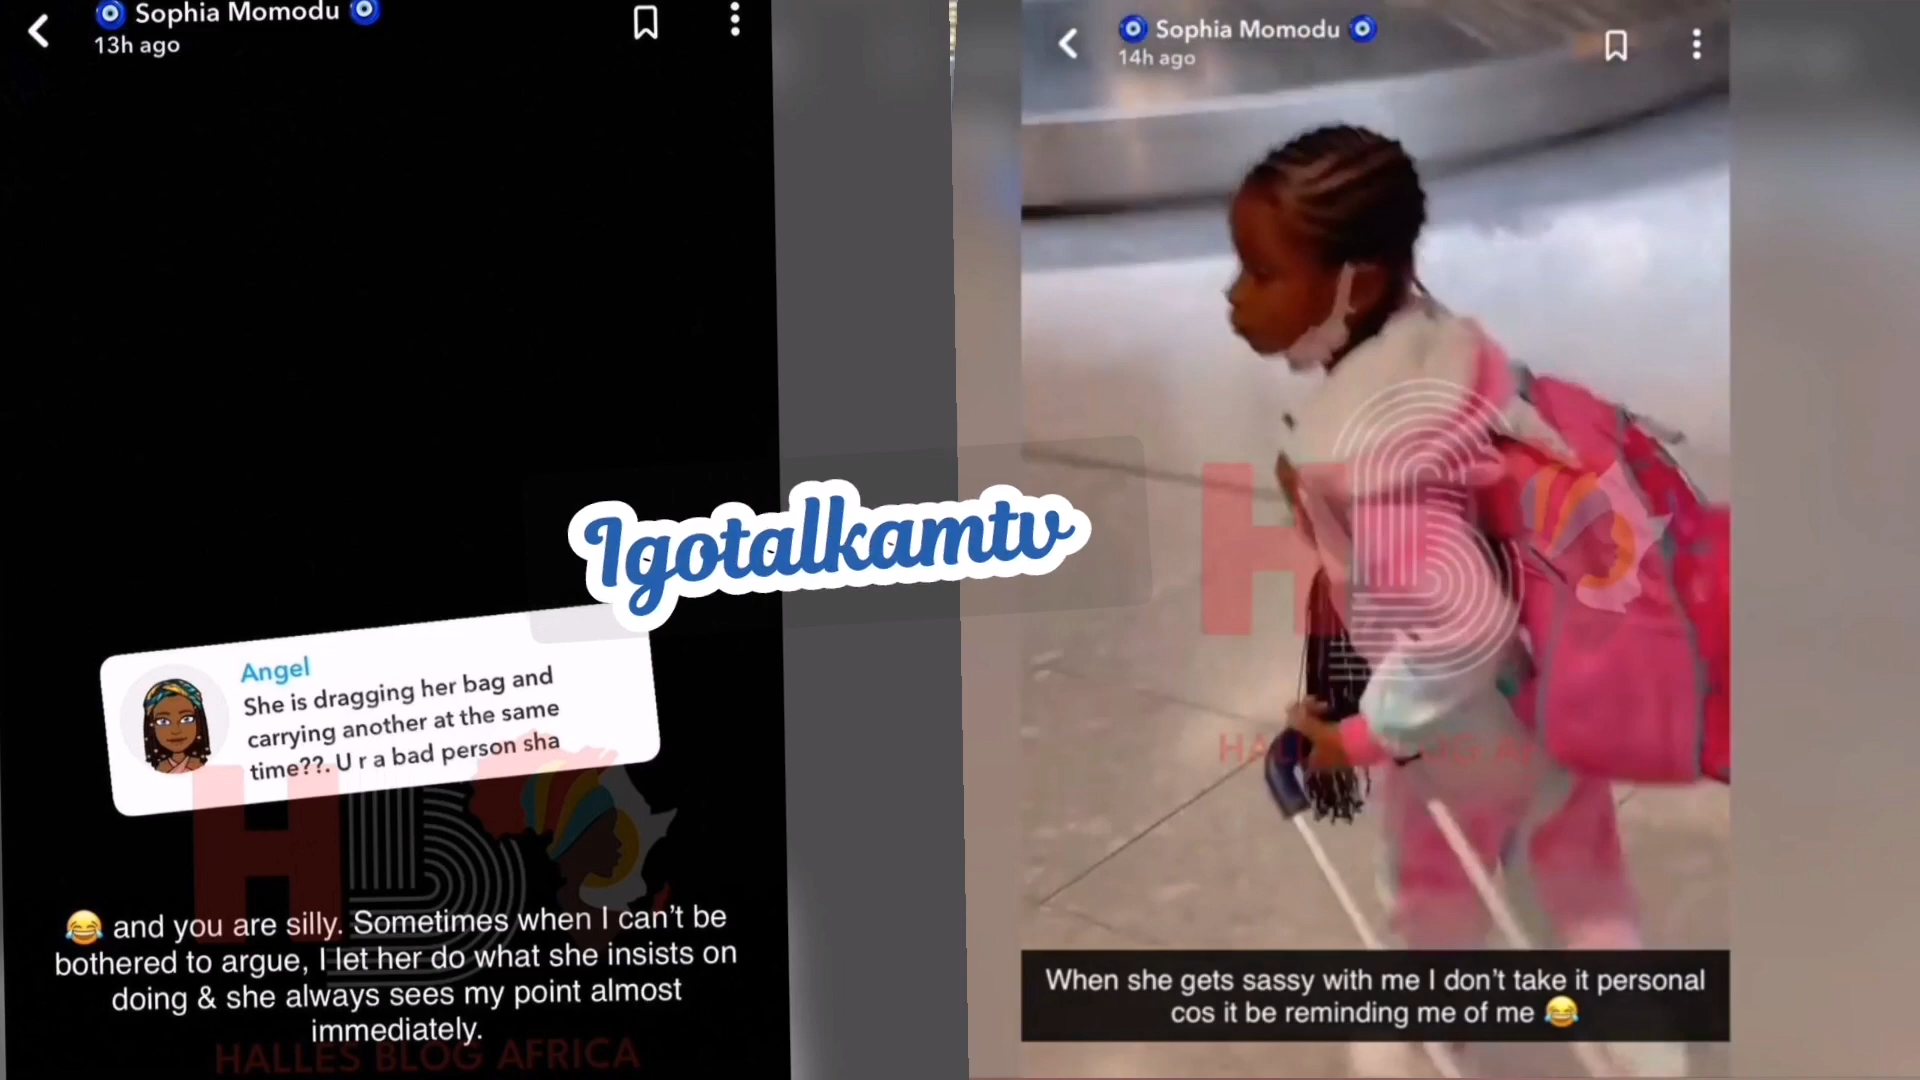 Sophia Momodu
13h ago
Angel
She is dragging her bag and
carrying another at the same
time??. U r a bad person sha
😂 and you are silly. Sometimes when I can't be
bothered to argue, I let her do what she insists on
doing & she always sees my point almost
immediately.
HALLES BLOG AFRICA
Igotalkamtv
Sophia Momodu
14h ago
HB
When she gets sassy with me I don't take it personal
cos it be reminding me of me 😂